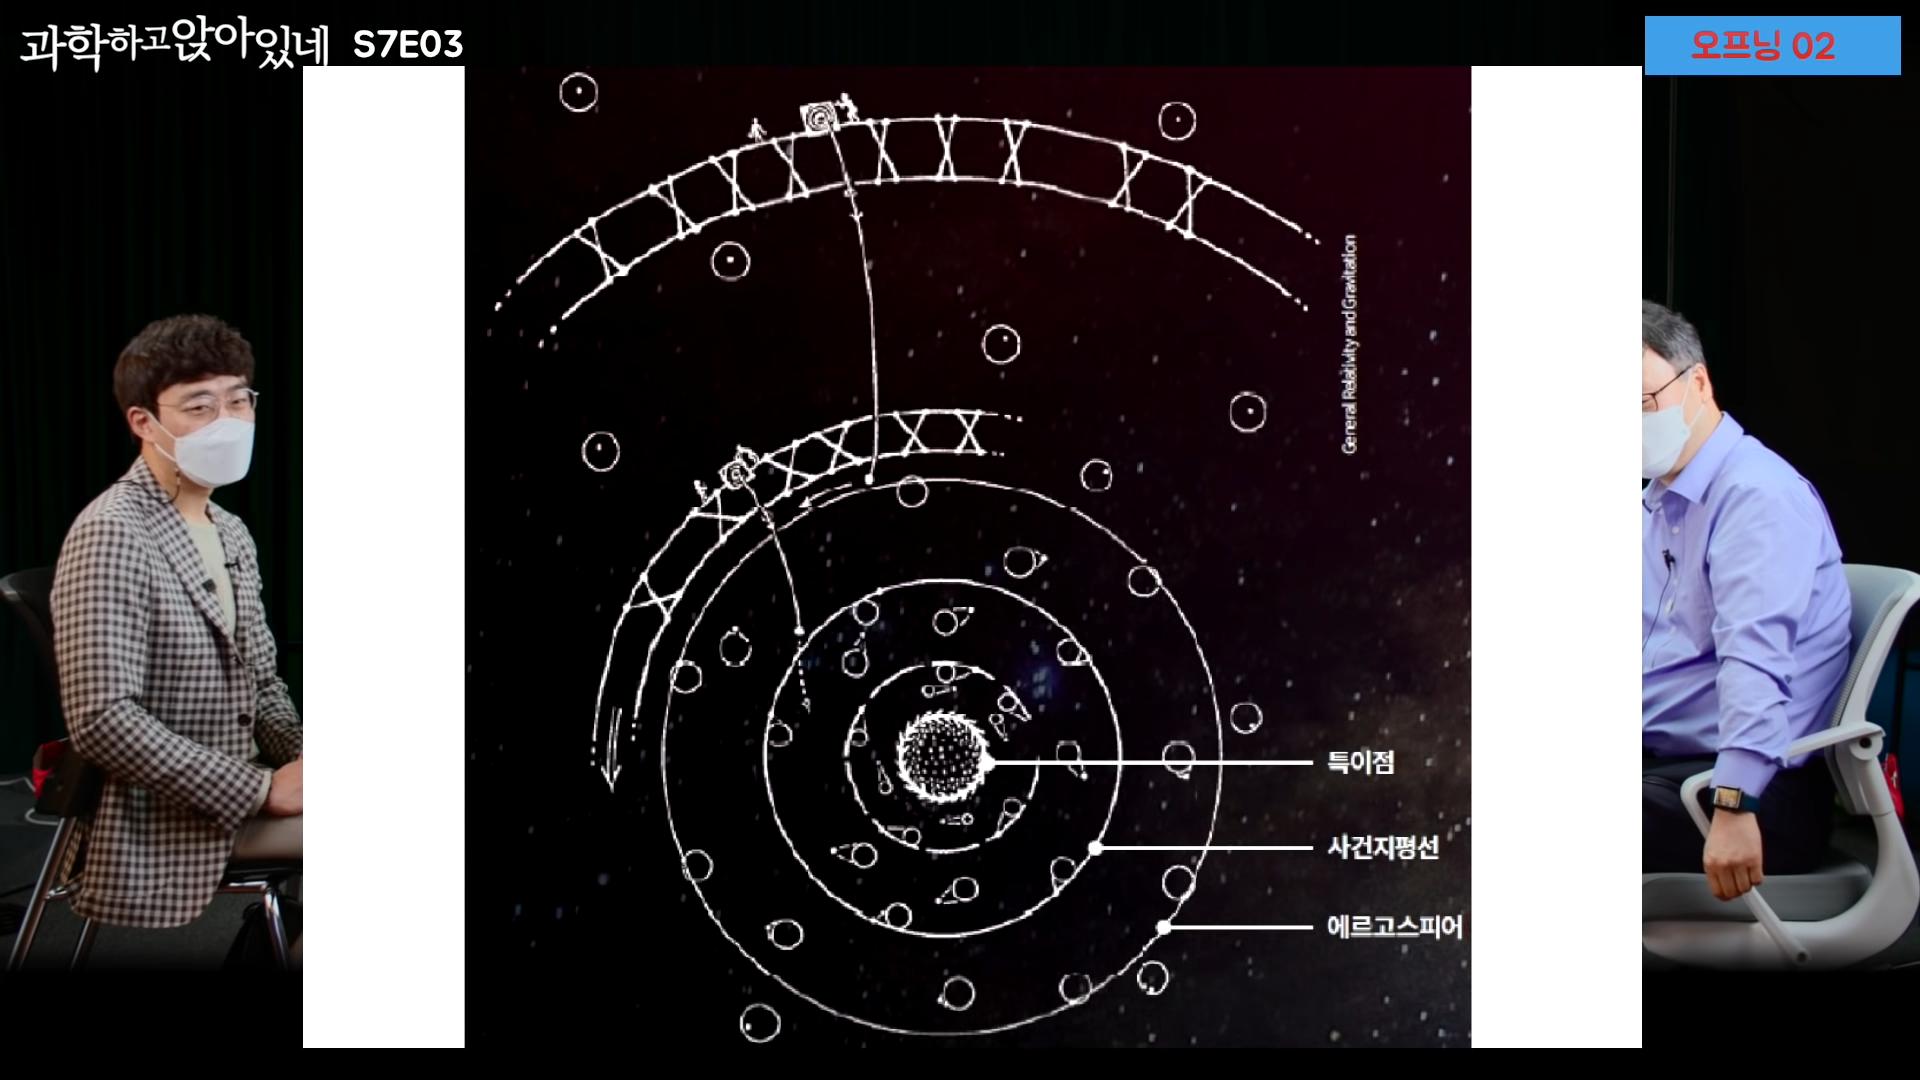 과학하고앉아있네 S7E03
오프닝 02
General Relativity and Gravitation
특이점
사건지평선
에르고스피어